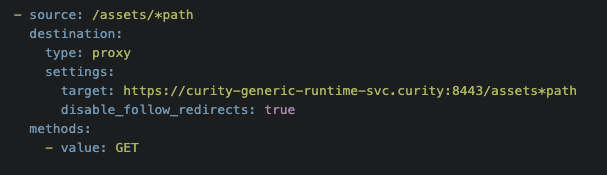 - source: /assets/*path
destination:
type: proxy
settings:
target: https://curity-generic-runtime-svc.curity:8443/assets*path
disable_follow_redirects: true
methods:
- value: GET